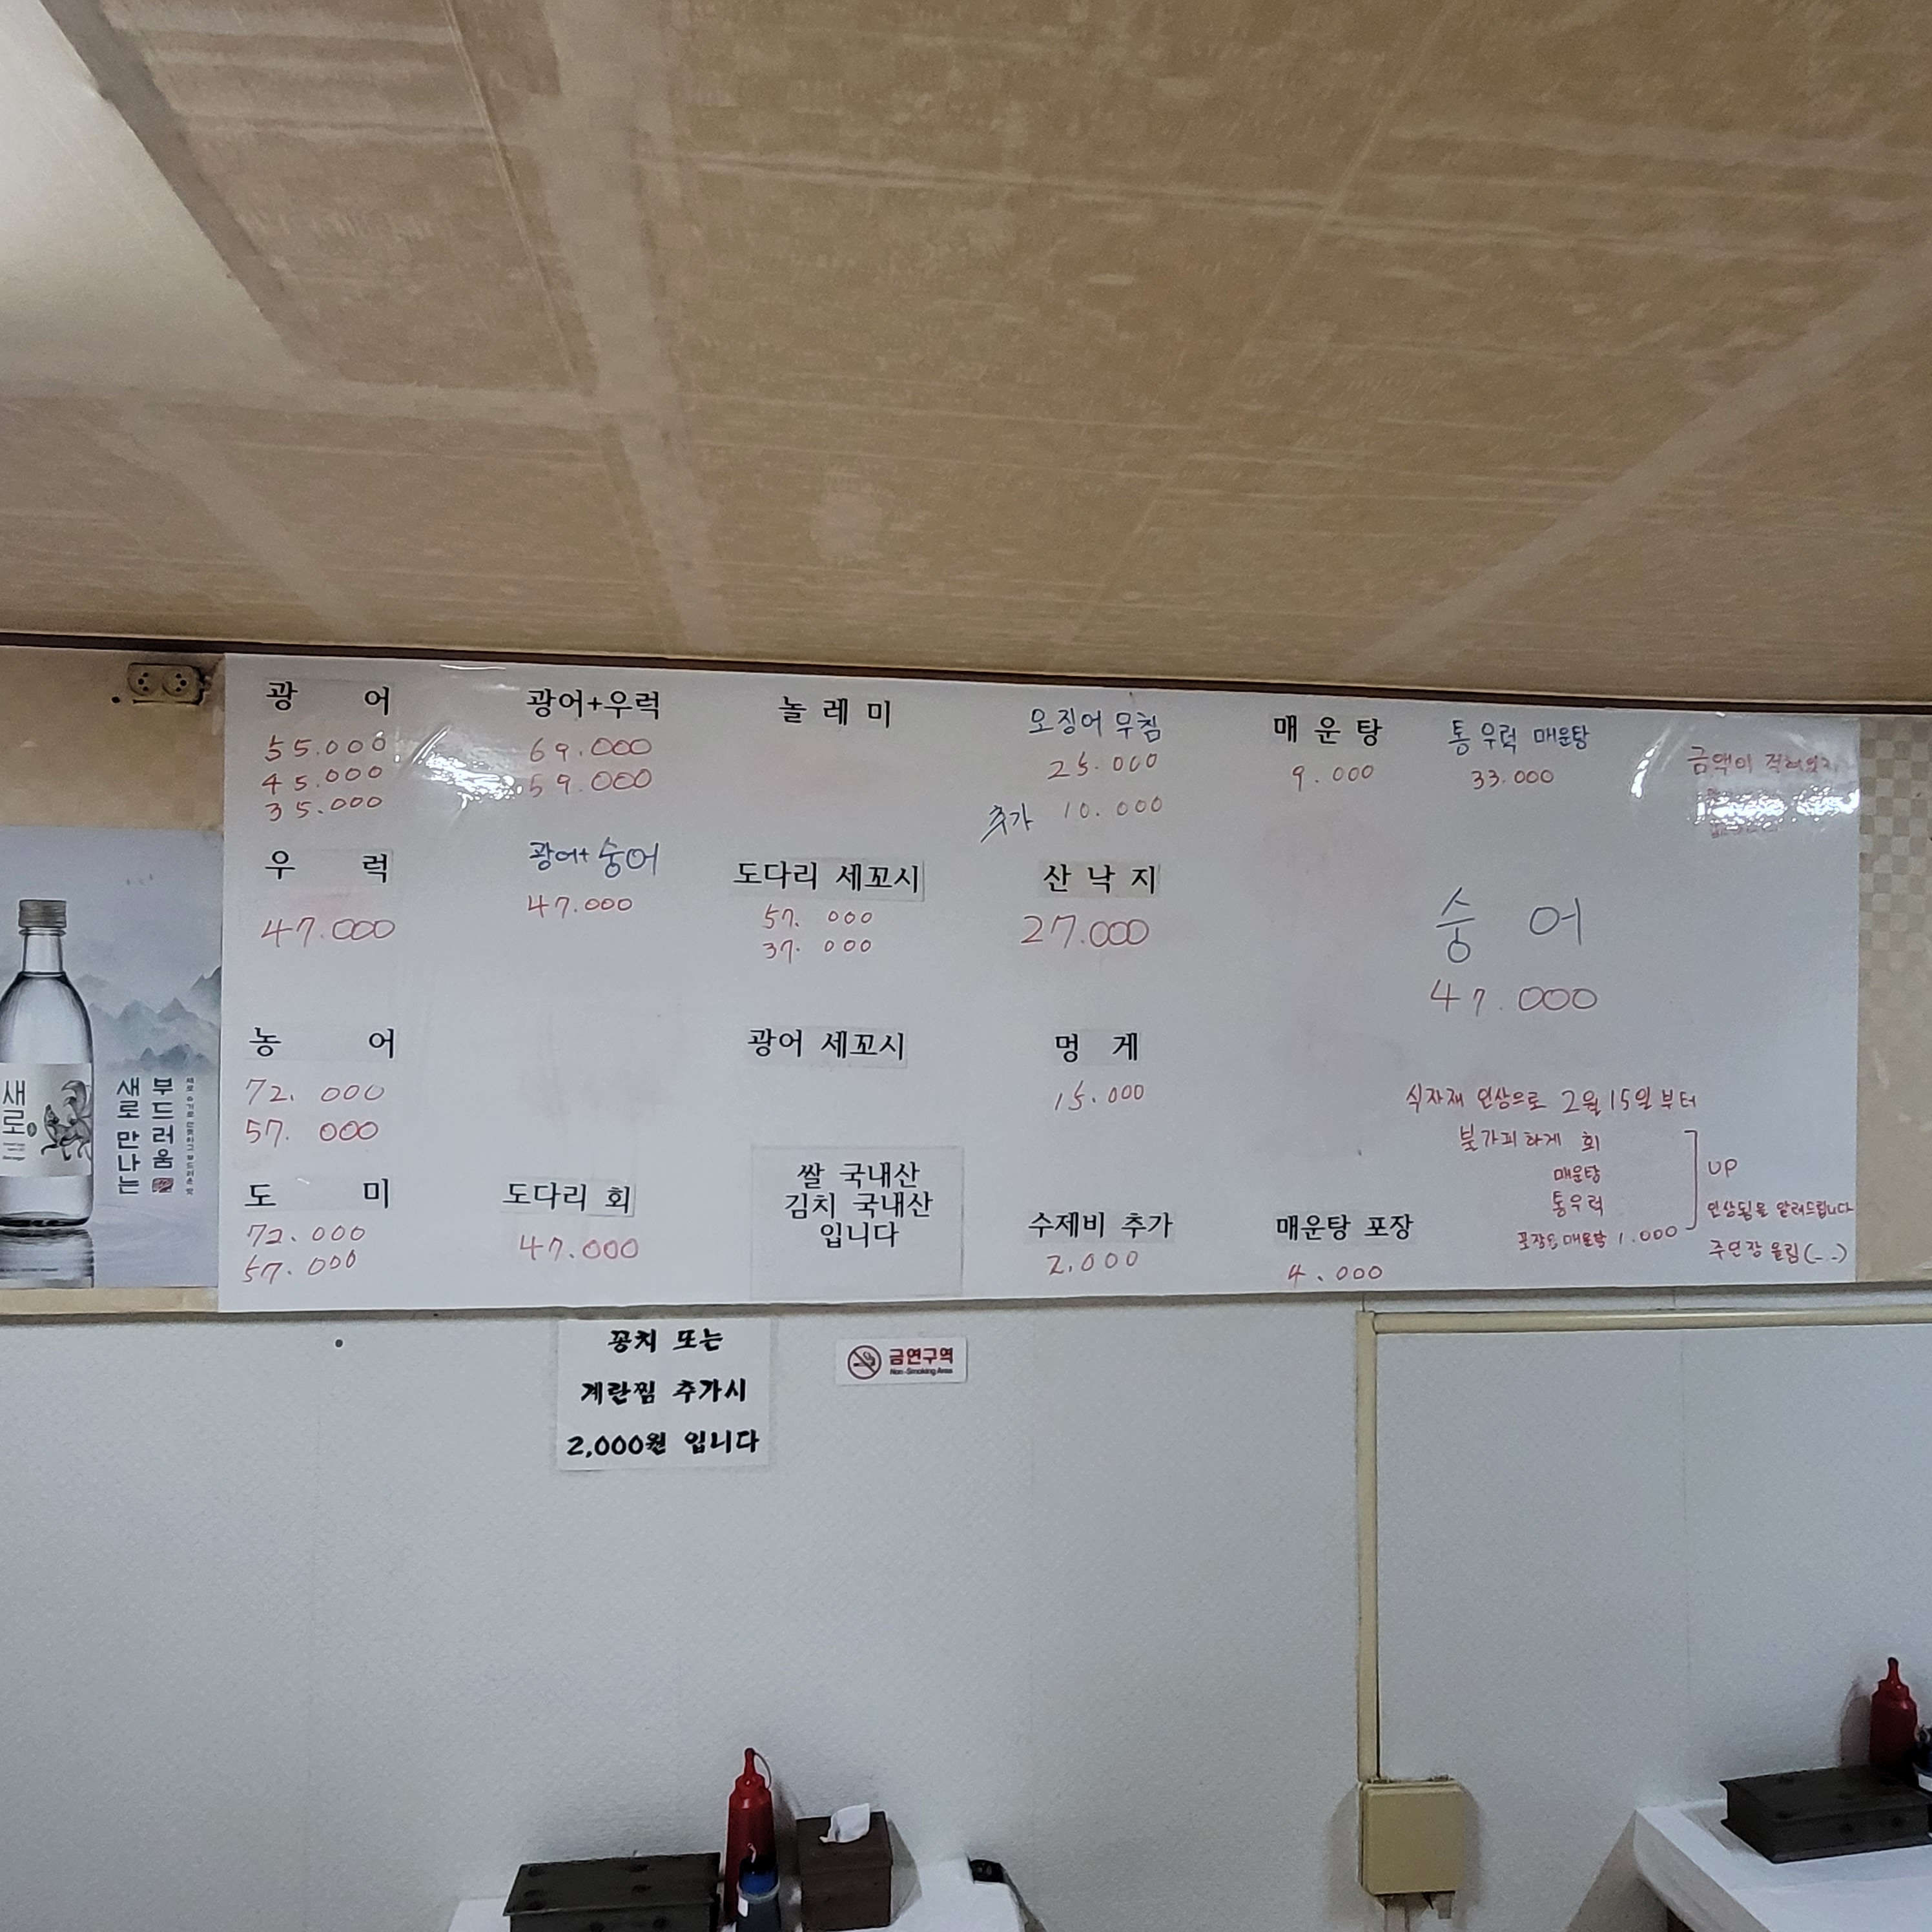 광 어
55.000
45.000
35.000
우 럭
47.000
농 어
72. 000
57. 000
도 미
72.000
57.000
광어+우럭
69.000
59.000
광어+숭어
47.000
도다리 회
47.000
놀 레 미
도다리 세꼬시
57. 000
37. 000
광어 세꼬시
쌀 국내산
김치 국내산
입니다
오징어 무침
25.000
추가 10.000
산 낙 지
27.000
멍 게
15.000
수제비 추가
2,000
매 운 탕
9.000
매운탕 포장
4.000
통우럭 매운탕
33.000
금액이
숭 어
47.000
식자재 인상으로 2월 15일 부터
불가피하게 회
매운탕
통우럭
포장은 매운탕 1.000
UP
인상됨을 알려드립니다
주인장 올림(- -)
새로
부드러움
새로 만나는
꽁치 또는
계란찜 추가시
2,000원 입니다
금연구역
Non-Smoking Area